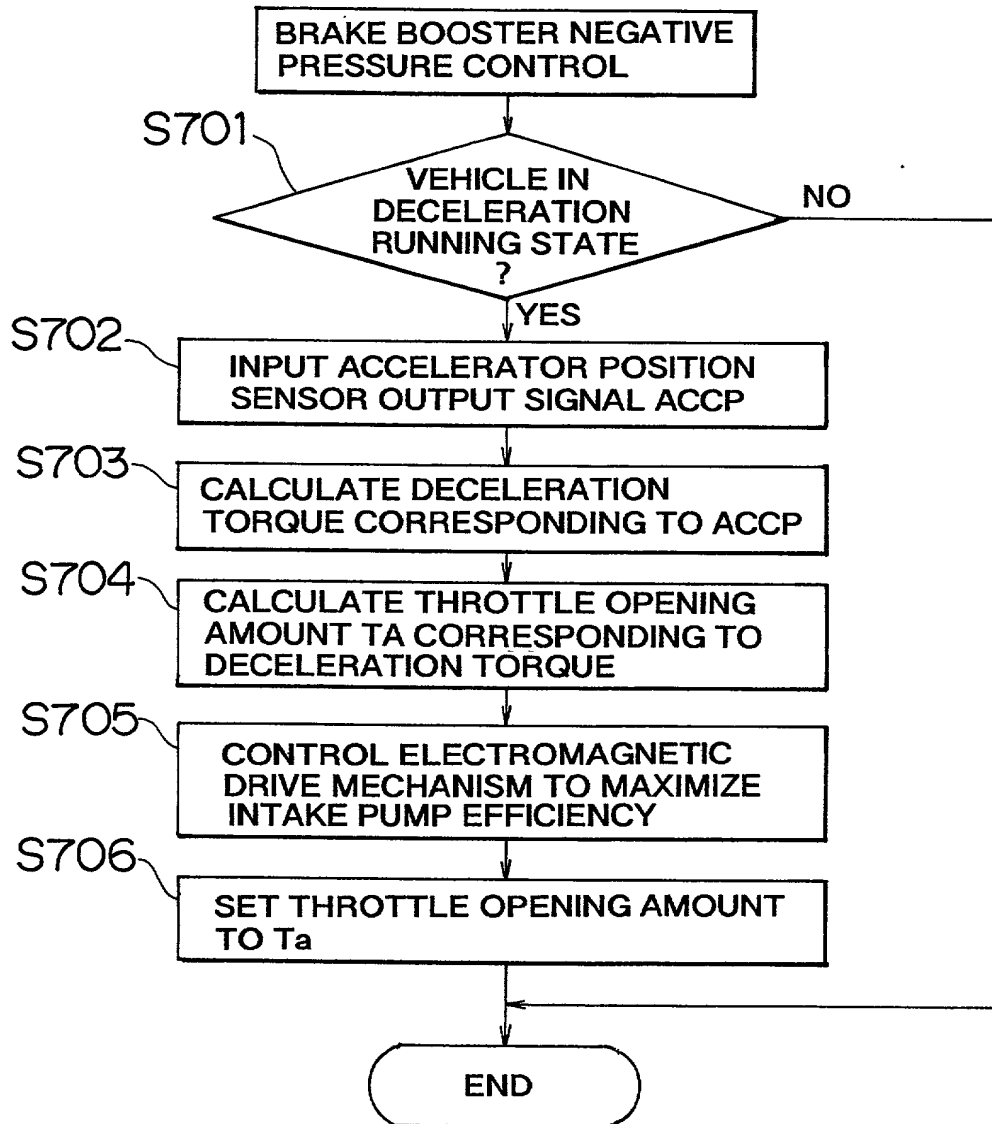 BRAKE BOOSTER NEGATIVE
PRESSURE CONTROL
S701
VEHICLE IN
DECELERATION
RUNNING STATE
?
NO
YES
S702
INPUT ACCELERATOR POSITION
SENSOR OUTPUT SIGNAL ACCP
S703
CALCULATE DECELERATION
TORQUE CORRESPONDING TO ACCP
S704
CALCULATE THROTTLE OPENING
AMOUNT TA CORRESPONDING TO
DECELERATION TORQUE
S705
CONTROL ELECTROMAGNETIC
DRIVE MECHANISM TO MAXIMIZE
INTAKE PUMP EFFICIENCY
S706
SET THROTTLE OPENING AMOUNT
TO Ta
END